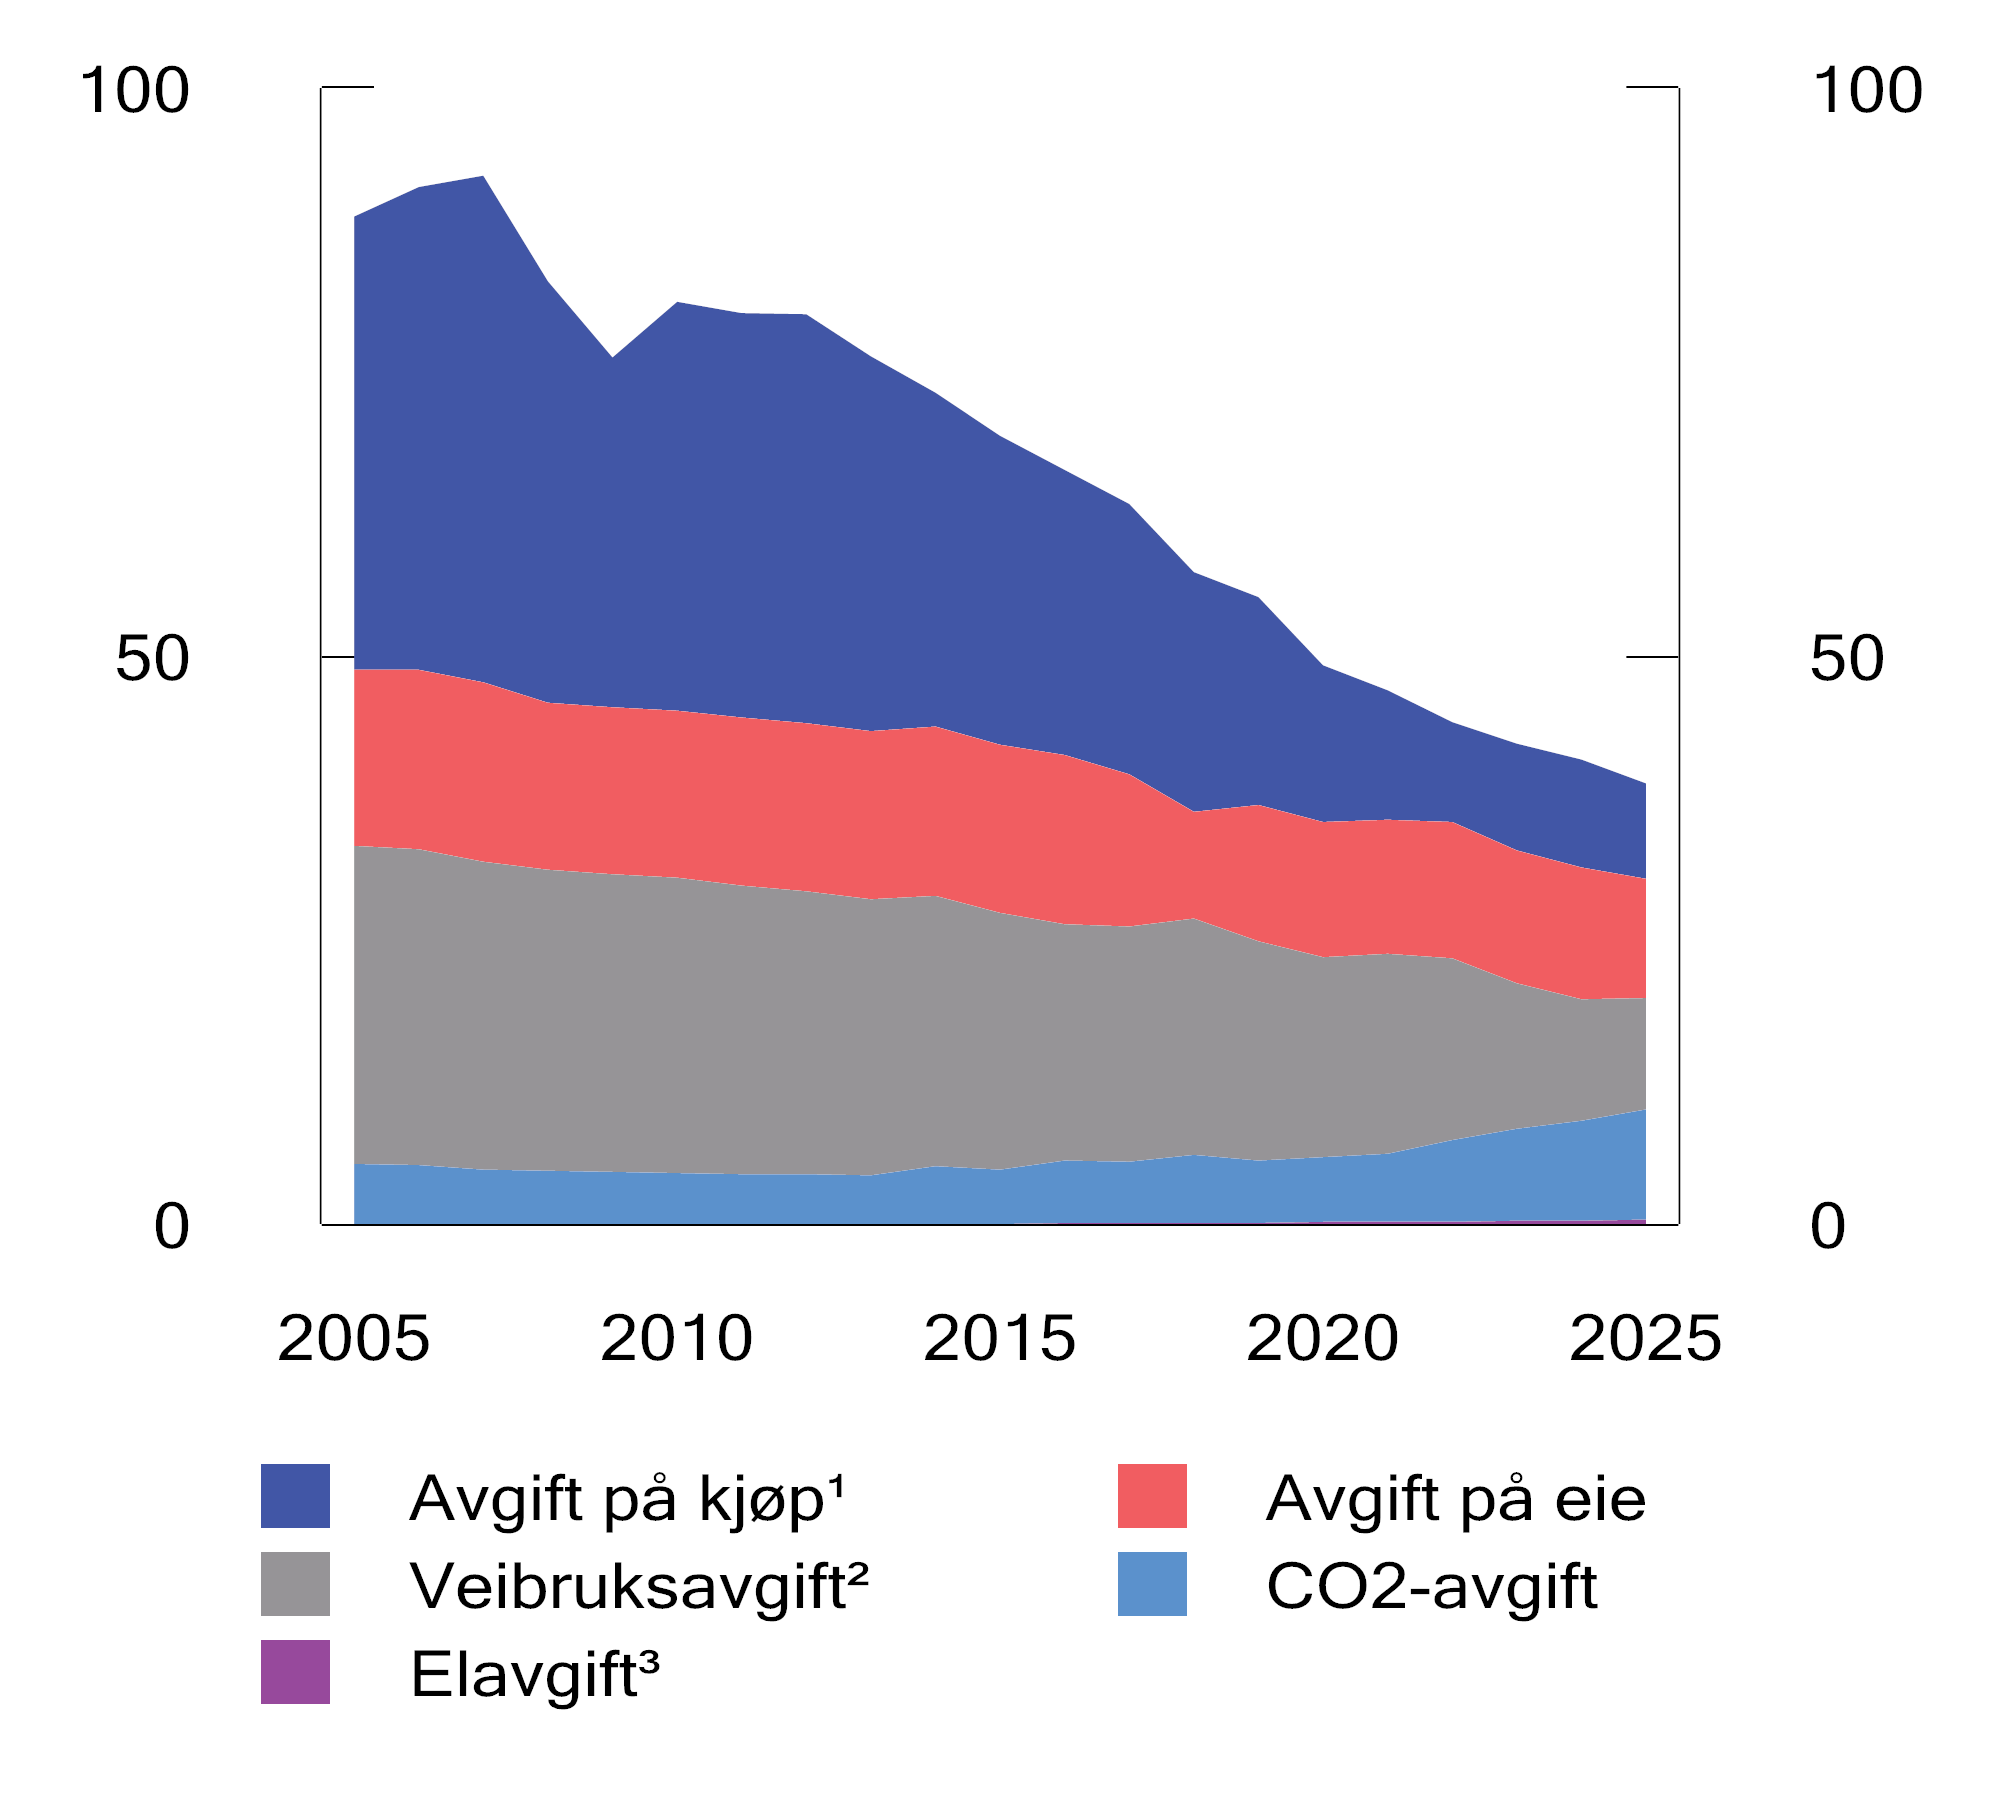 100 100
50 50
0 0
2005 2010 2015 2020 2025
Avgift på kjøp¹ Avgift på eie
Veibruksavgift² CO2-avgift
Elavgift³